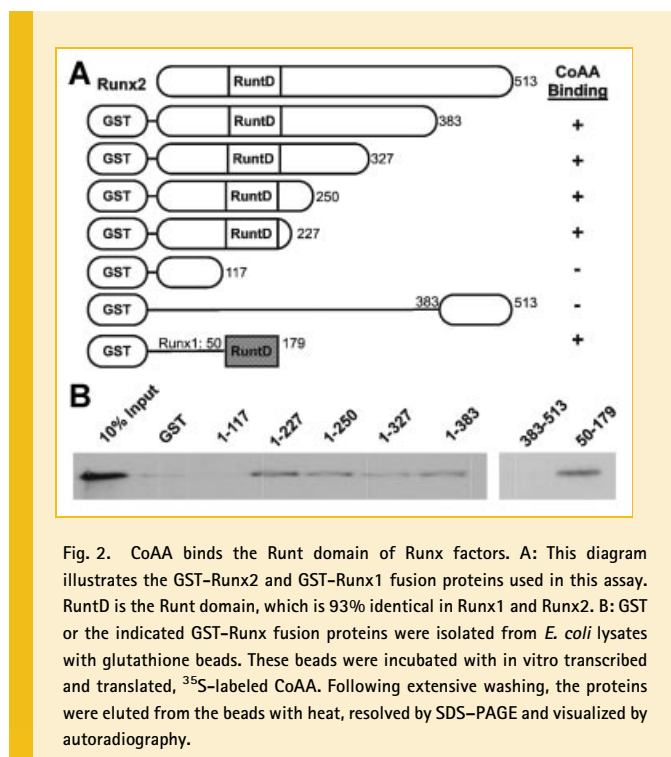 A
Runx2 RuntD 513 CoAA
Binding
GST RuntD 383 +
GST RuntD 327 +
GST RuntD 250 +
GST RuntD 227 +
GST 117 -
GST 383 513 -
GST Runx1: 50 RuntD 179 +
B
10% Input GST 1-117 1-227 1-250 1-327 1-383 383-513 50-179
Fig. 2. CoAA binds the Runt domain of Runx factors. A: This diagram
illustrates the GST–Runx2 and GST–Runx1 fusion proteins used in this assay.
RuntD is the Runt domain, which is 93% identical in Runx1 and Runx2. B: GST
or the indicated GST–Runx fusion proteins were isolated from E. coli lysates
with glutathione beads. These beads were incubated with in vitro transcribed
and translated, ³⁵S-labeled CoAA. Following extensive washing, the proteins
were eluted from the beads with heat, resolved by SDS–PAGE and visualized by
autoradiography.